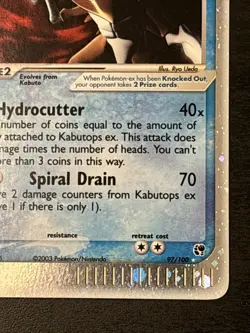 Illus. Ryo Ueda
E2
Evolves from
Kabuto
When Pokémon-ex has been Knocked Out,
your opponent takes 2 Prize cards.
Hydrocutter 40x
number of coins equal to the amount of
y attached to Kabutops ex. This attack does
mage times the number of heads. You can't
ore than 3 coins in this way.
Spiral Drain 70
ve 2 damage counters from Kabutops ex
ve 1 if there is only 1).
resistance retreat cost
©2003 Pokémon/Nintendo 97/100